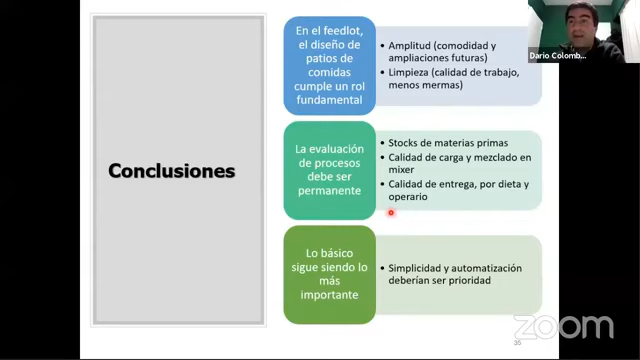 Conclusiones
En el feedlot,
el diseño de
patios de
comidas
cumple un rol
fundamental
• Amplitud (comodidad y
ampliaciones futuras)
• Limpieza (calidad de trabajo,
menos mermas)
La evaluación
de procesos
debe ser
permanente
• Stocks de materias primas
• Calidad de carga y mezclado en
mixer
• Calidad de entrega, por dieta y
operario
Lo básico
sigue siendo lo
más
importante
• Simplicidad y automatización
deberían ser prioridad
Dario Colomb...
zoom
35